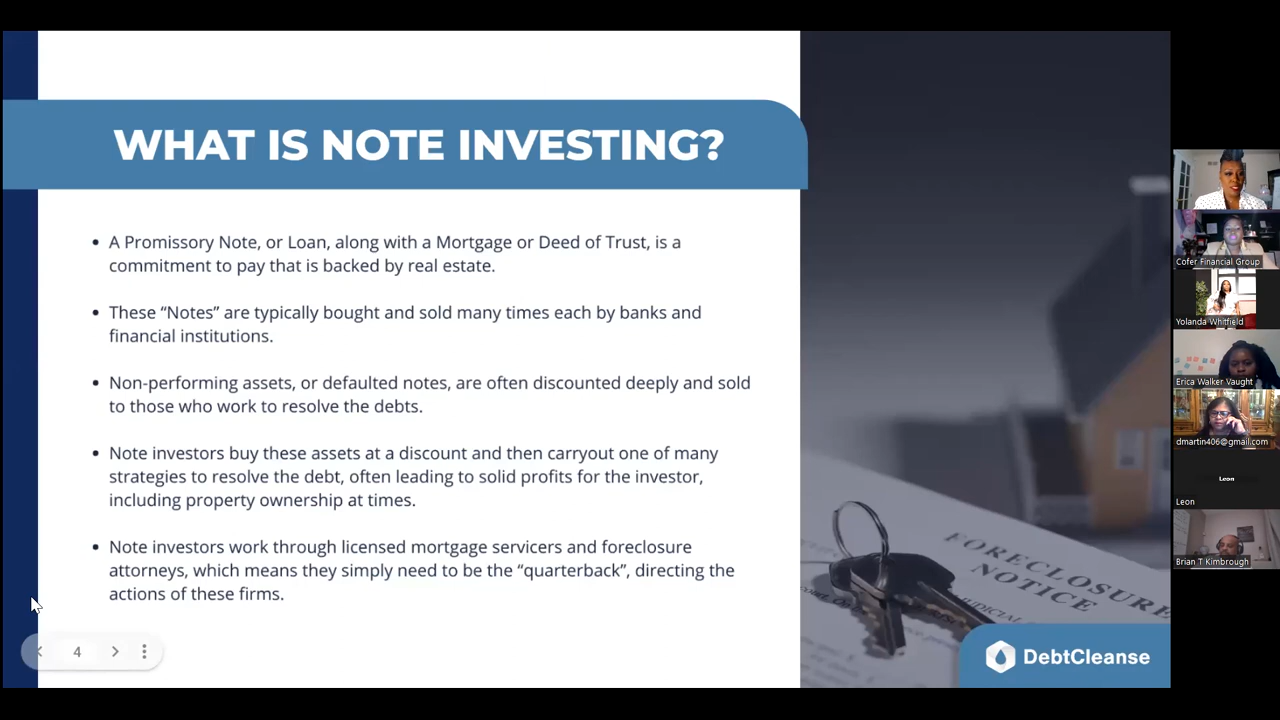 WHAT IS NOTE INVESTING?
• A Promissory Note, or Loan, along with a Mortgage or Deed of Trust, is a
commitment to pay that is backed by real estate.
• These “Notes” are typically bought and sold many times each by banks and
financial institutions.
• Non-performing assets, or defaulted notes, are often discounted deeply and sold
to those who work to resolve the debts.
• Note investors buy these assets at a discount and then carryout one of many
strategies to resolve the debt, often leading to solid profits for the investor,
including property ownership at times.
• Note investors work through licensed mortgage servicers and foreclosure
attorneys, which means they simply need to be the “quarterback”, directing the
actions of these firms.
4
FORECLOSURE
NOTICE
DebtCleanse
Cofer Financial Group
Yolanda Whitfield
Erica Walker Vaught
dmartin406@gmail.com
Leon
Leon
Brian T Kimbrough